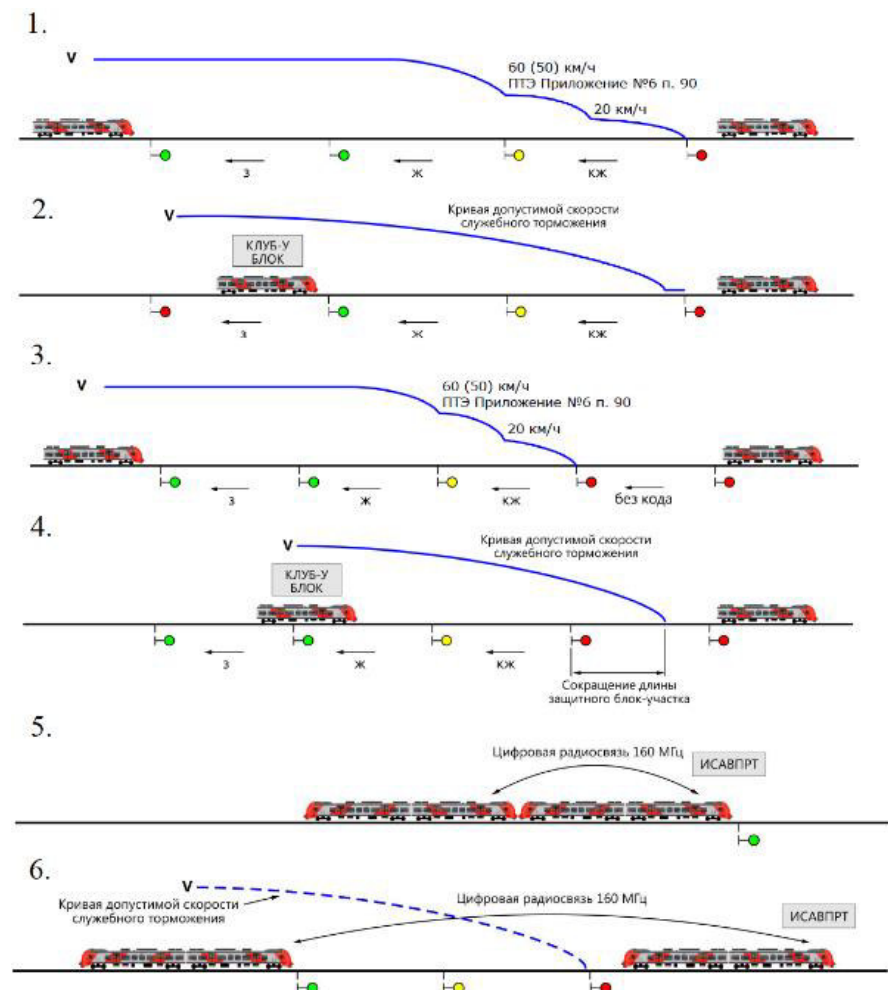 1.
V
60 (50) км/ч
ПТЭ Приложение №6 п. 90
20 км/ч
з
ж
кж
2.
V
Кривая допустимой скорости
служебного торможения
КЛУБ-У
БЛОК
з
ж
кж
3.
V
60 (50) км/ч
ПТЭ Приложение №6 п. 90
20 км/ч
з
ж
кж
без кода
4.
V
Кривая допустимой скорости
служебного торможения
КЛУБ-У
БЛОК
з
ж
кж
Сокращение длины
защитного блок-участка
5.
Цифровая радиосвязь 160 МГц
ИСАВПРТ
6.
V
Кривая допустимой скорости
служебного торможения
Цифровая радиосвязь 160 МГц
ИСАВПРТ